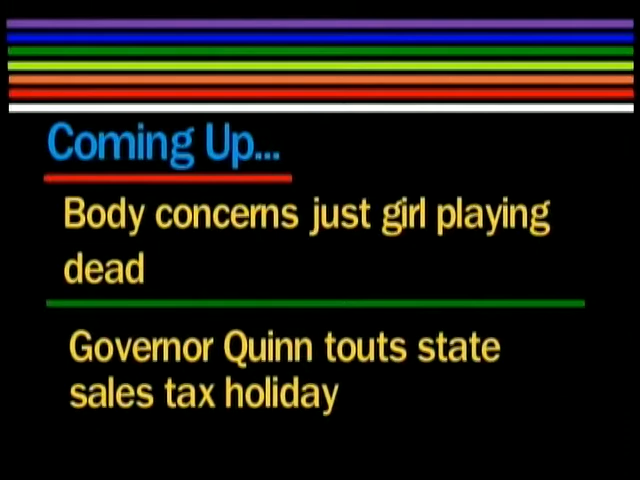 Coming Up...
Body concerns just girl playing
dead
Governor Quinn touts state
sales tax holiday